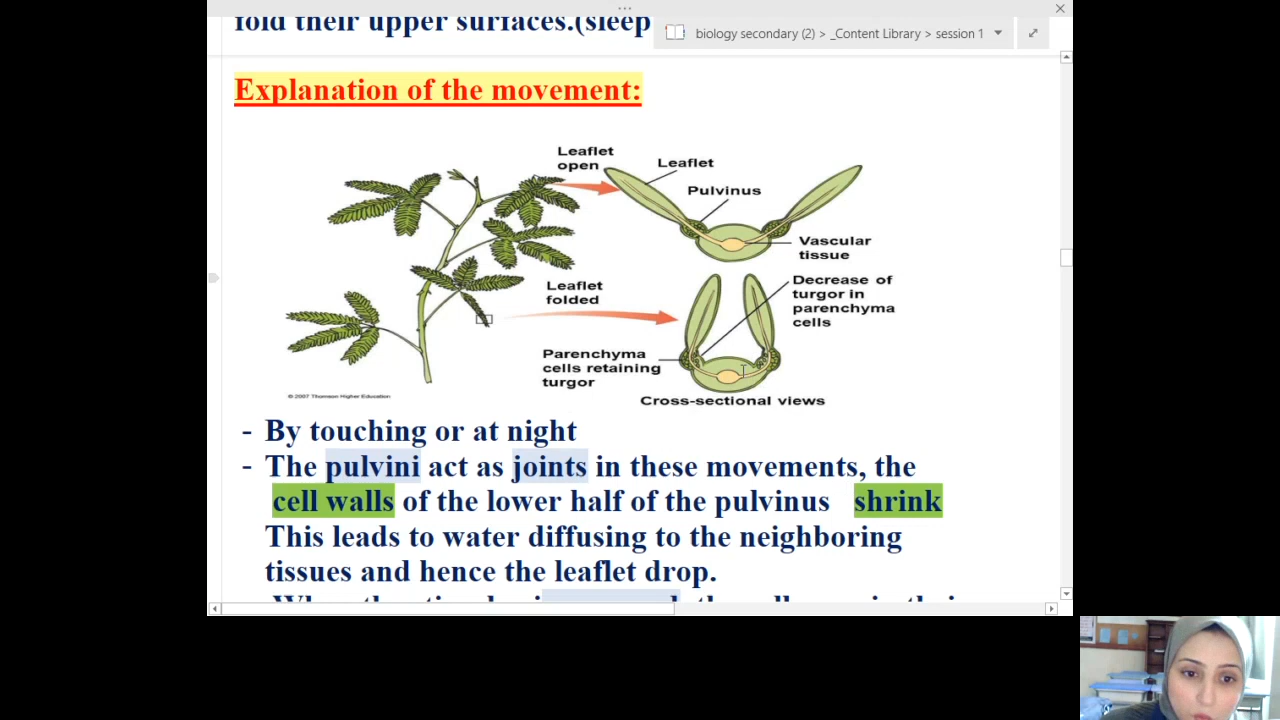 fold their upper surfaces.(sleep
biology secondary (2) > _Content Library > session 1
Explanation of the movement:
Leaflet
open
Leaflet
Pulvinus
Vascular
tissue
Leaflet
folded
Decrease of
turgor in
parenchyma
cells
Parenchyma
cells retaining
turgor
© 2007 Thomson Higher Education
Cross-sectional views
- By touching or at night
- The pulvini act as joints in these movements, the
cell walls of the lower half of the pulvinus shrink
This leads to water diffusing to the neighboring
tissues and hence the leaflet drop.